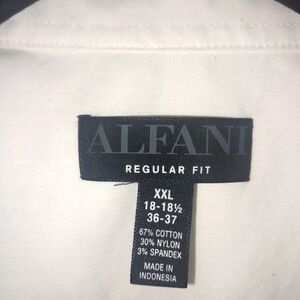 ALFANI
REGULAR FIT
XXL
18-18½
36-37
67% COTTON
30% NYLON
3% SPANDEX
MADE IN
INDONESIA